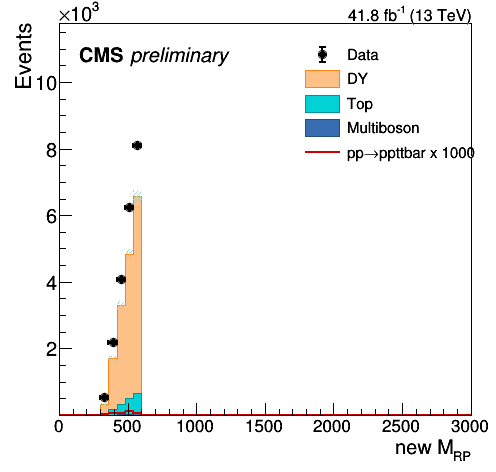 ×10³
41.8 fb⁻¹ (13 TeV)
Events
CMS preliminary
Data
DY
Top
Multiboson
pp→ppttbar x 1000
10
8
6
4
2
0 500 1000 1500 2000 2500 3000
new M_RP